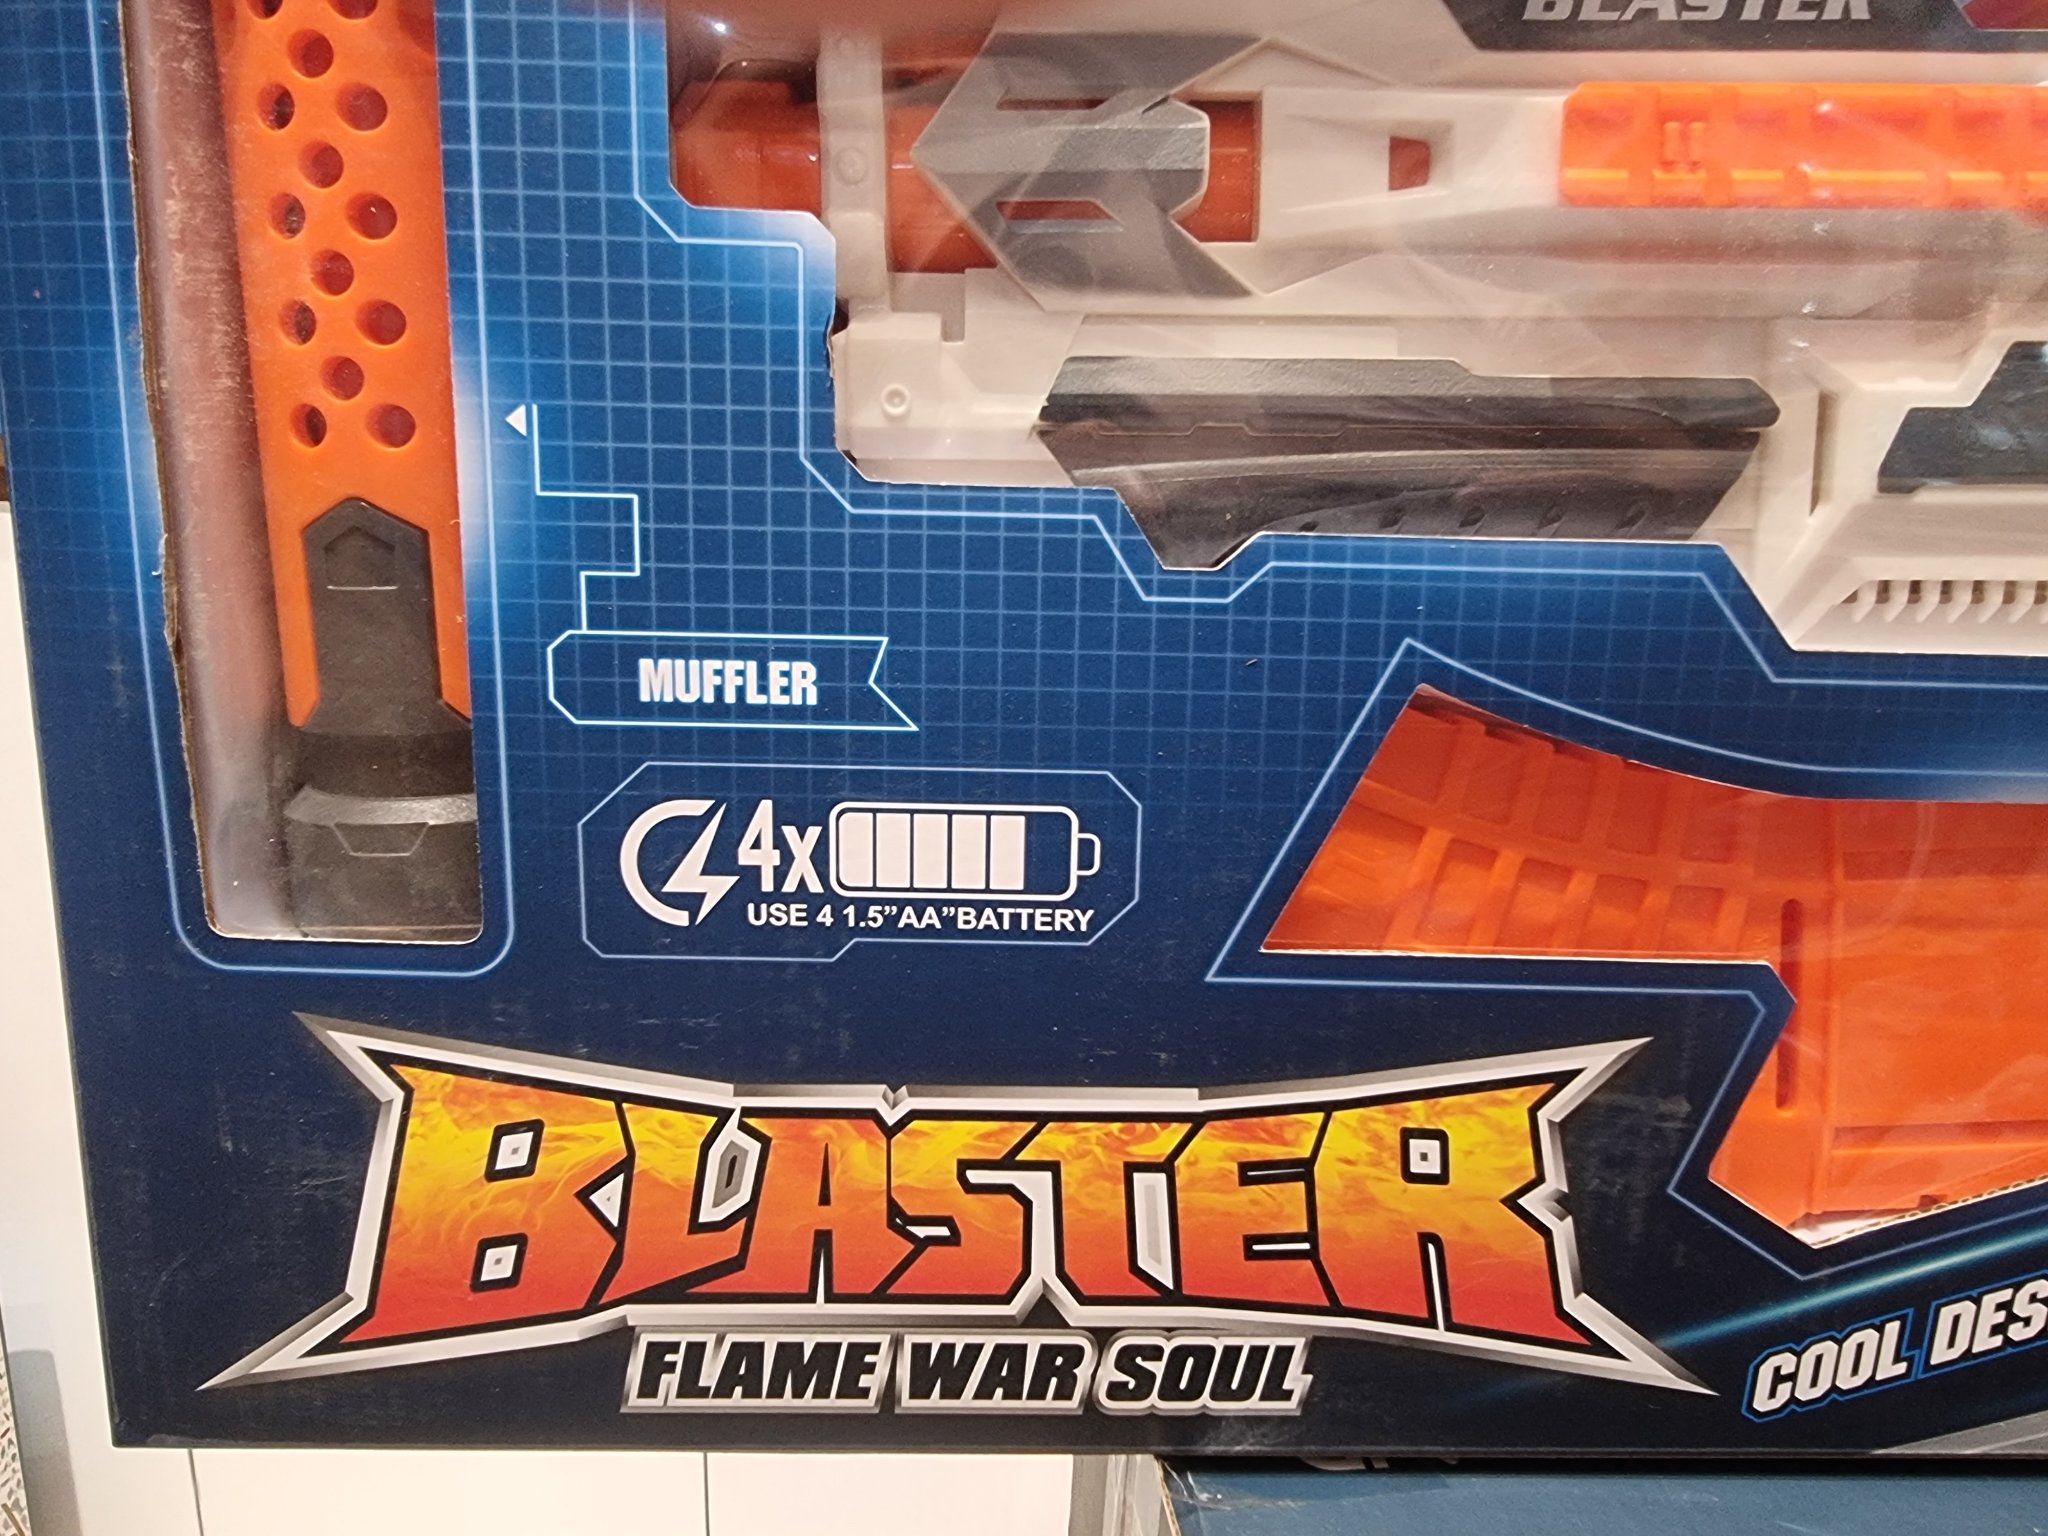 BLASTER
MUFFLER
4x
USE 4 1.5”AA”BATTERY
BLASTER
FLAME WAR SOUL
COOL DES